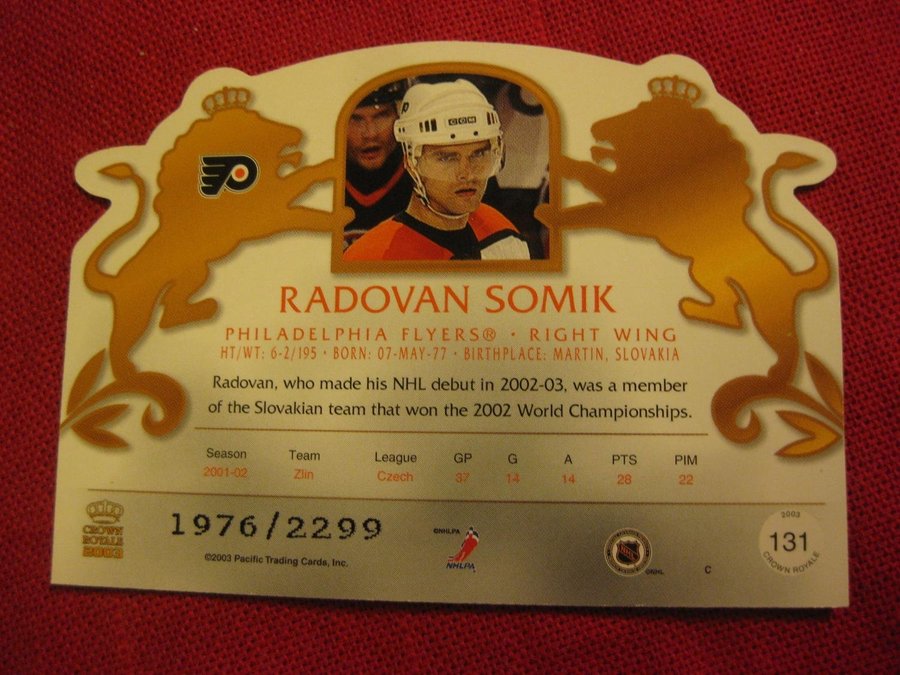 CCM
RADOVAN SOMIK
PHILADELPHIA FLYERS® · RIGHT WING
HT/WT: 6-2/195 · BORN: 07-MAY-77 · BIRTHPLACE: MARTIN, SLOVAKIA
Radovan, who made his NHL debut in 2002-03, was a member
of the Slovakian team that won the 2002 World Championships.
Season Team League GP G A PTS PIM
2001-02 Zlin Czech 37 14 14 28 22
CROWN
ROYALE
2003
1976/2299
©2003 Pacific Trading Cards, Inc.
©NHLPA
NHLPA
NHL
©NHL
C
2003
131
CROWN ROYALE